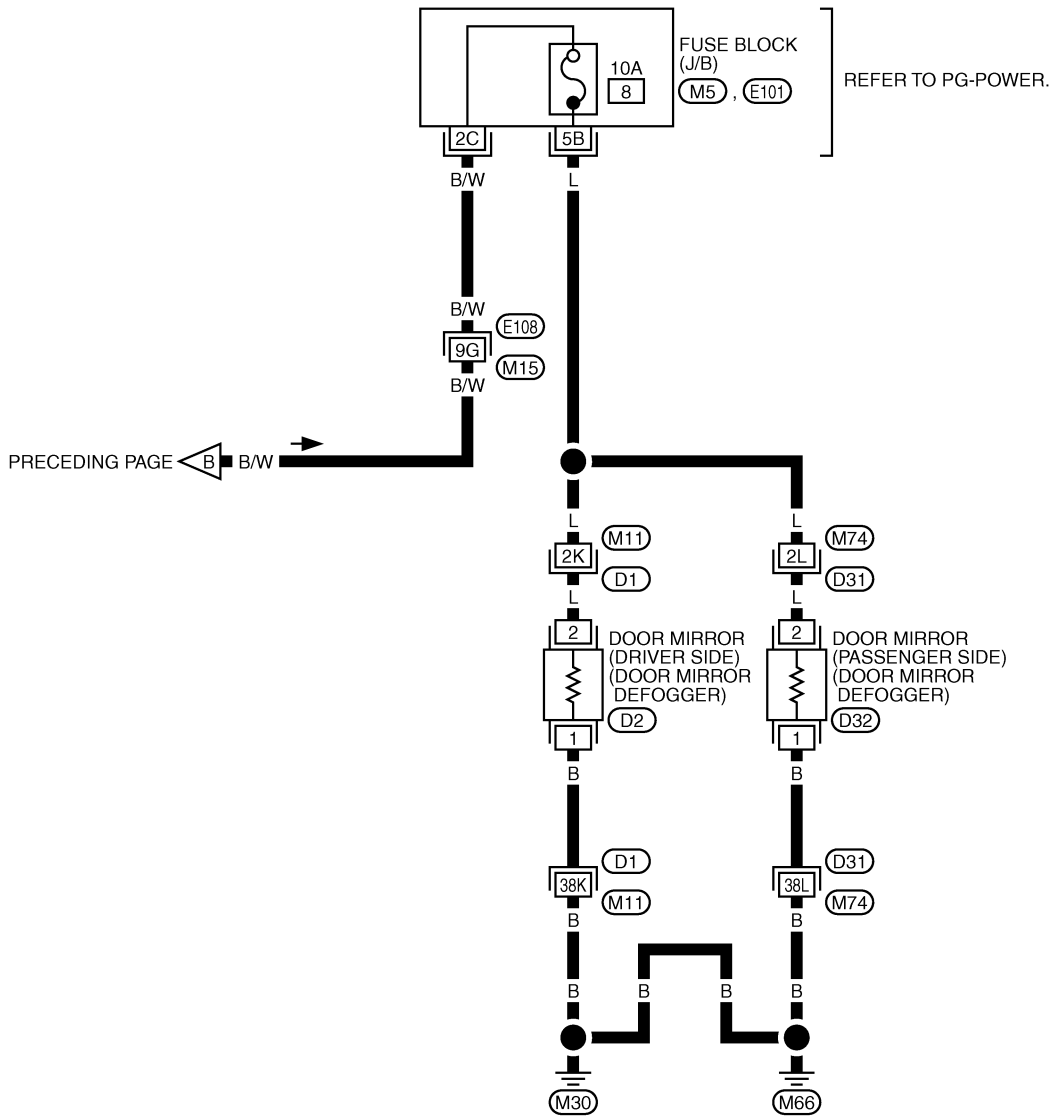 FUSE BLOCK
(J/B)
10A
8
M5 , E101
REFER TO PG-POWER.
2C
5B
B/W
L
B/W
E108
9G
M15
B/W
PRECEDING PAGE B B/W
L
L
M11
M74
2K
2L
D1
D31
L
L
2
DOOR MIRROR
(DRIVER SIDE)
(DOOR MIRROR
DEFOGGER)
D2
2
DOOR MIRROR
(PASSENGER SIDE)
(DOOR MIRROR
DEFOGGER)
D32
1
1
B
B
D1
D31
38K
38L
M11
M74
B
B
B
B
B
B
M30
M66